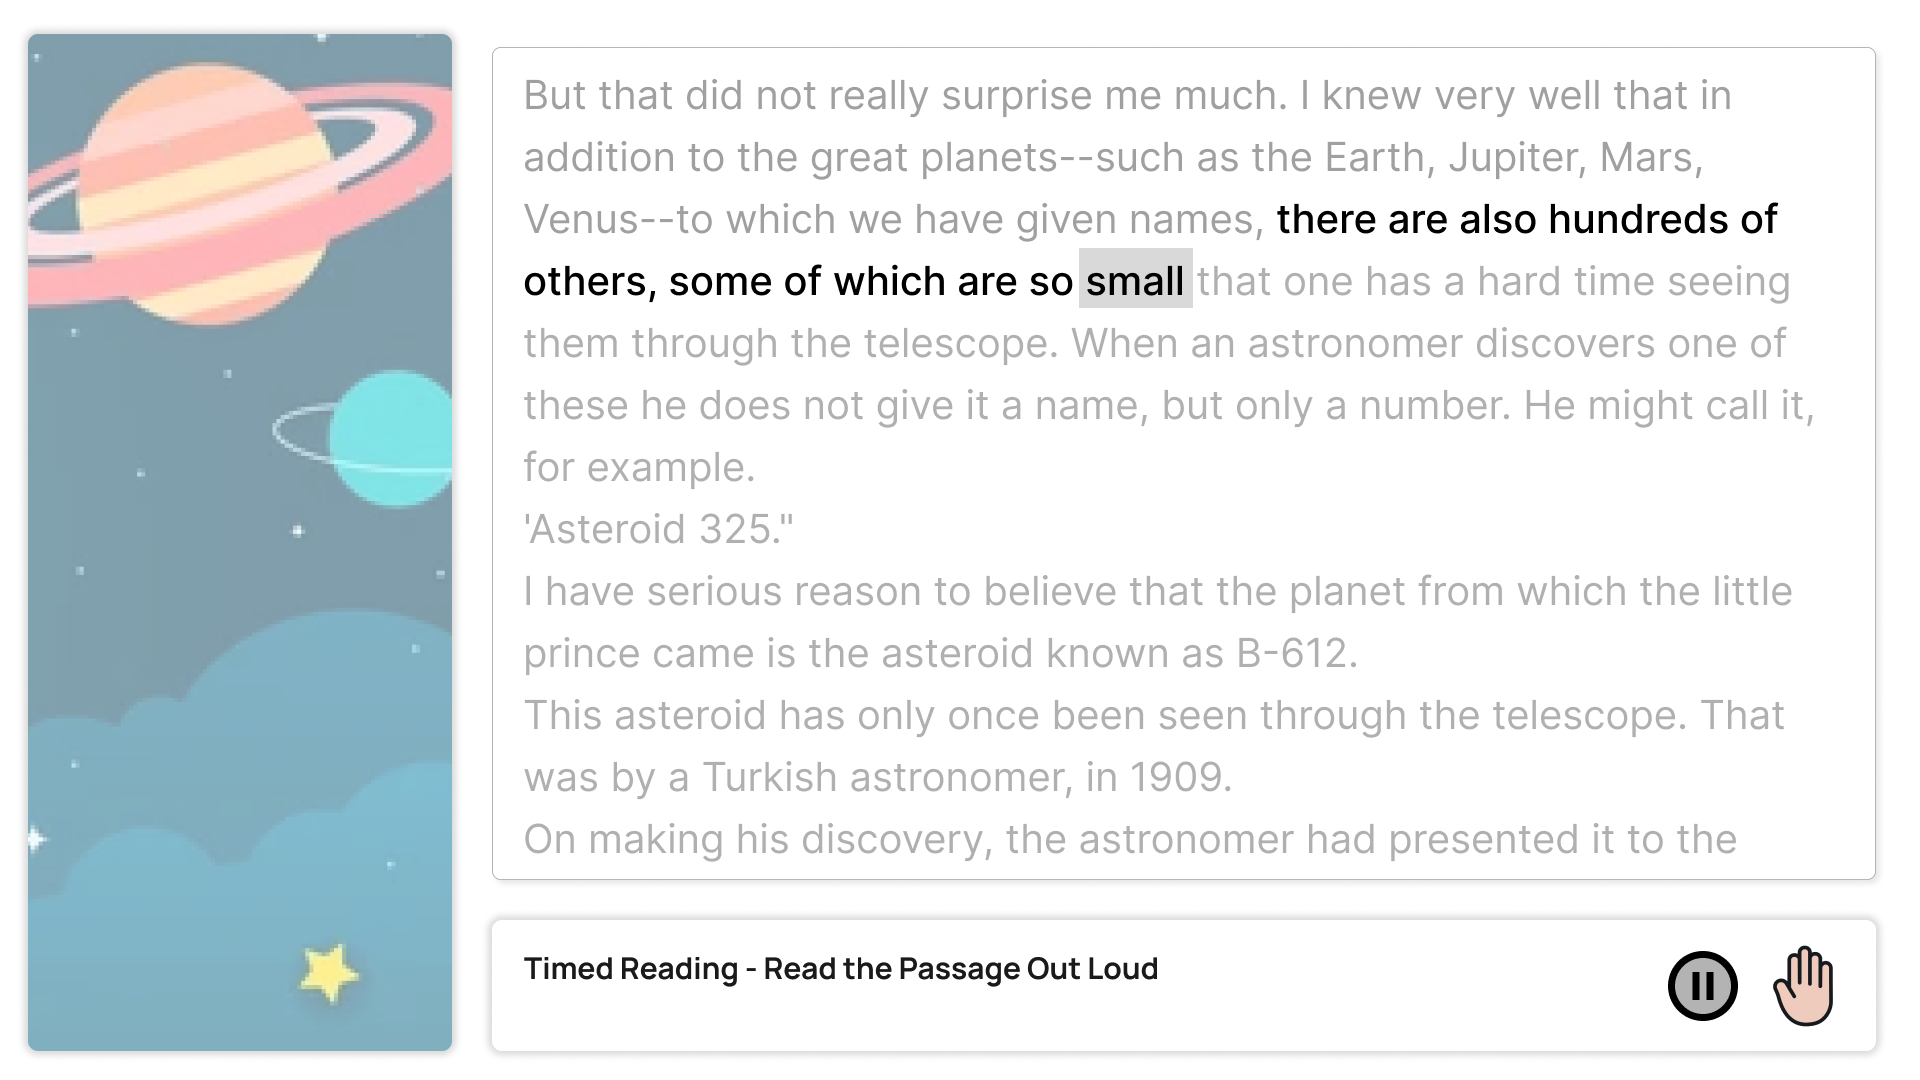 But that did not really surprise me much. I knew very well that in
addition to the great planets--such as the Earth, Jupiter, Mars,
Venus--to which we have given names, there are also hundreds of
others, some of which are so small that one has a hard time seeing
them through the telescope. When an astronomer discovers one of
these he does not give it a name, but only a number. He might call it,
for example.
'Asteroid 325."
I have serious reason to believe that the planet from which the little
prince came is the asteroid known as B-612.
This asteroid has only once been seen through the telescope. That
was by a Turkish astronomer, in 1909.
On making his discovery, the astronomer had presented it to the
Timed Reading - Read the Passage Out Loud